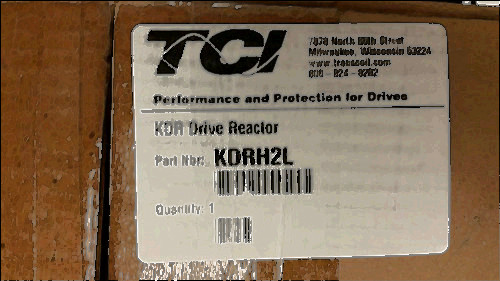 TCI
7878 North 86th Street
Milwaukee, Wisconsin 53224
www.transcoil.com
800 - 824 - 8282
Performance and Protection for Drives
KDR Drive Reactor
Part Nbr: KDRH2L
Quantity: 1